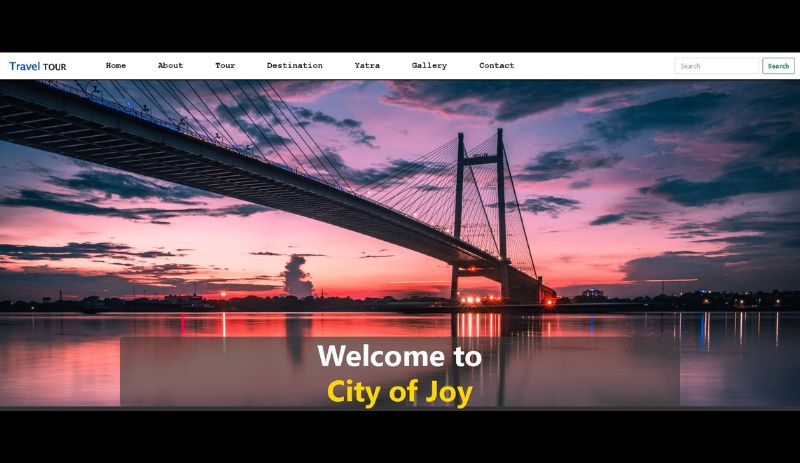 Travel TOUR Home About Tour Destination Yatra Gallery Contact Search Search
Welcome to
City of Joy